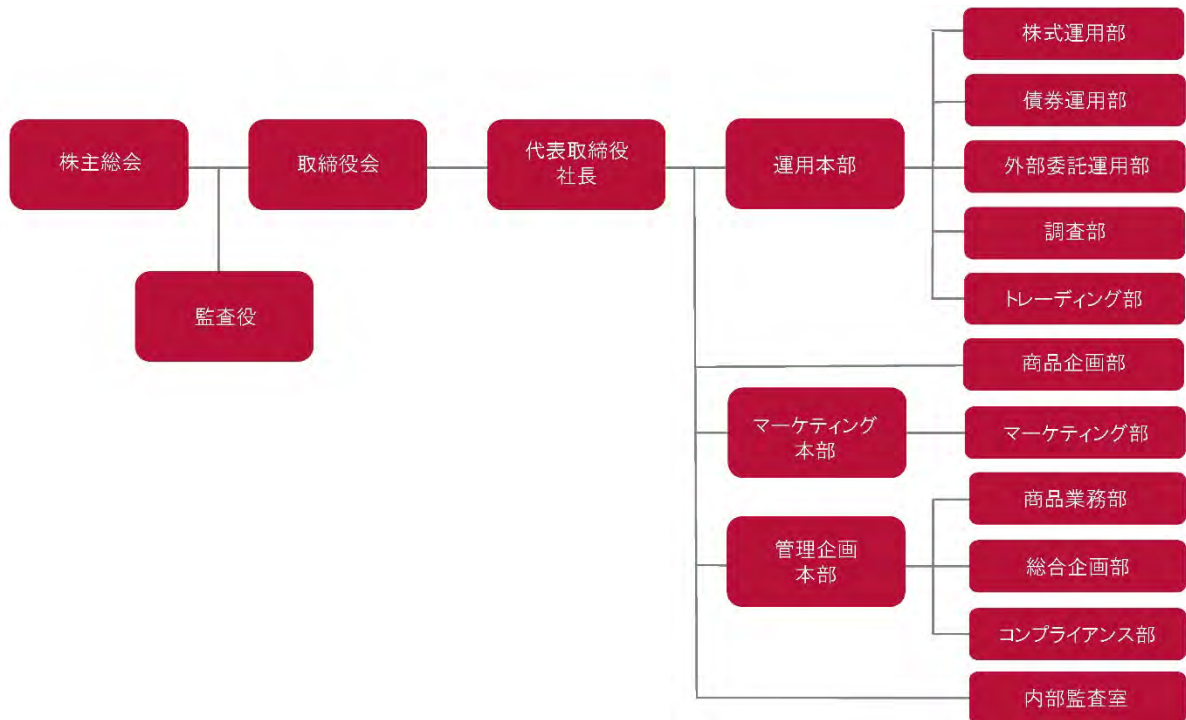 株主総会
取締役会
代表取締役
社長
監査役
運用本部
株式運用部
債券運用部
外部委託運用部
調査部
トレーディング部
商品企画部
マーケティング
本部
マーケティング部
管理企画
本部
商品業務部
総合企画部
コンプライアンス部
内部監査室